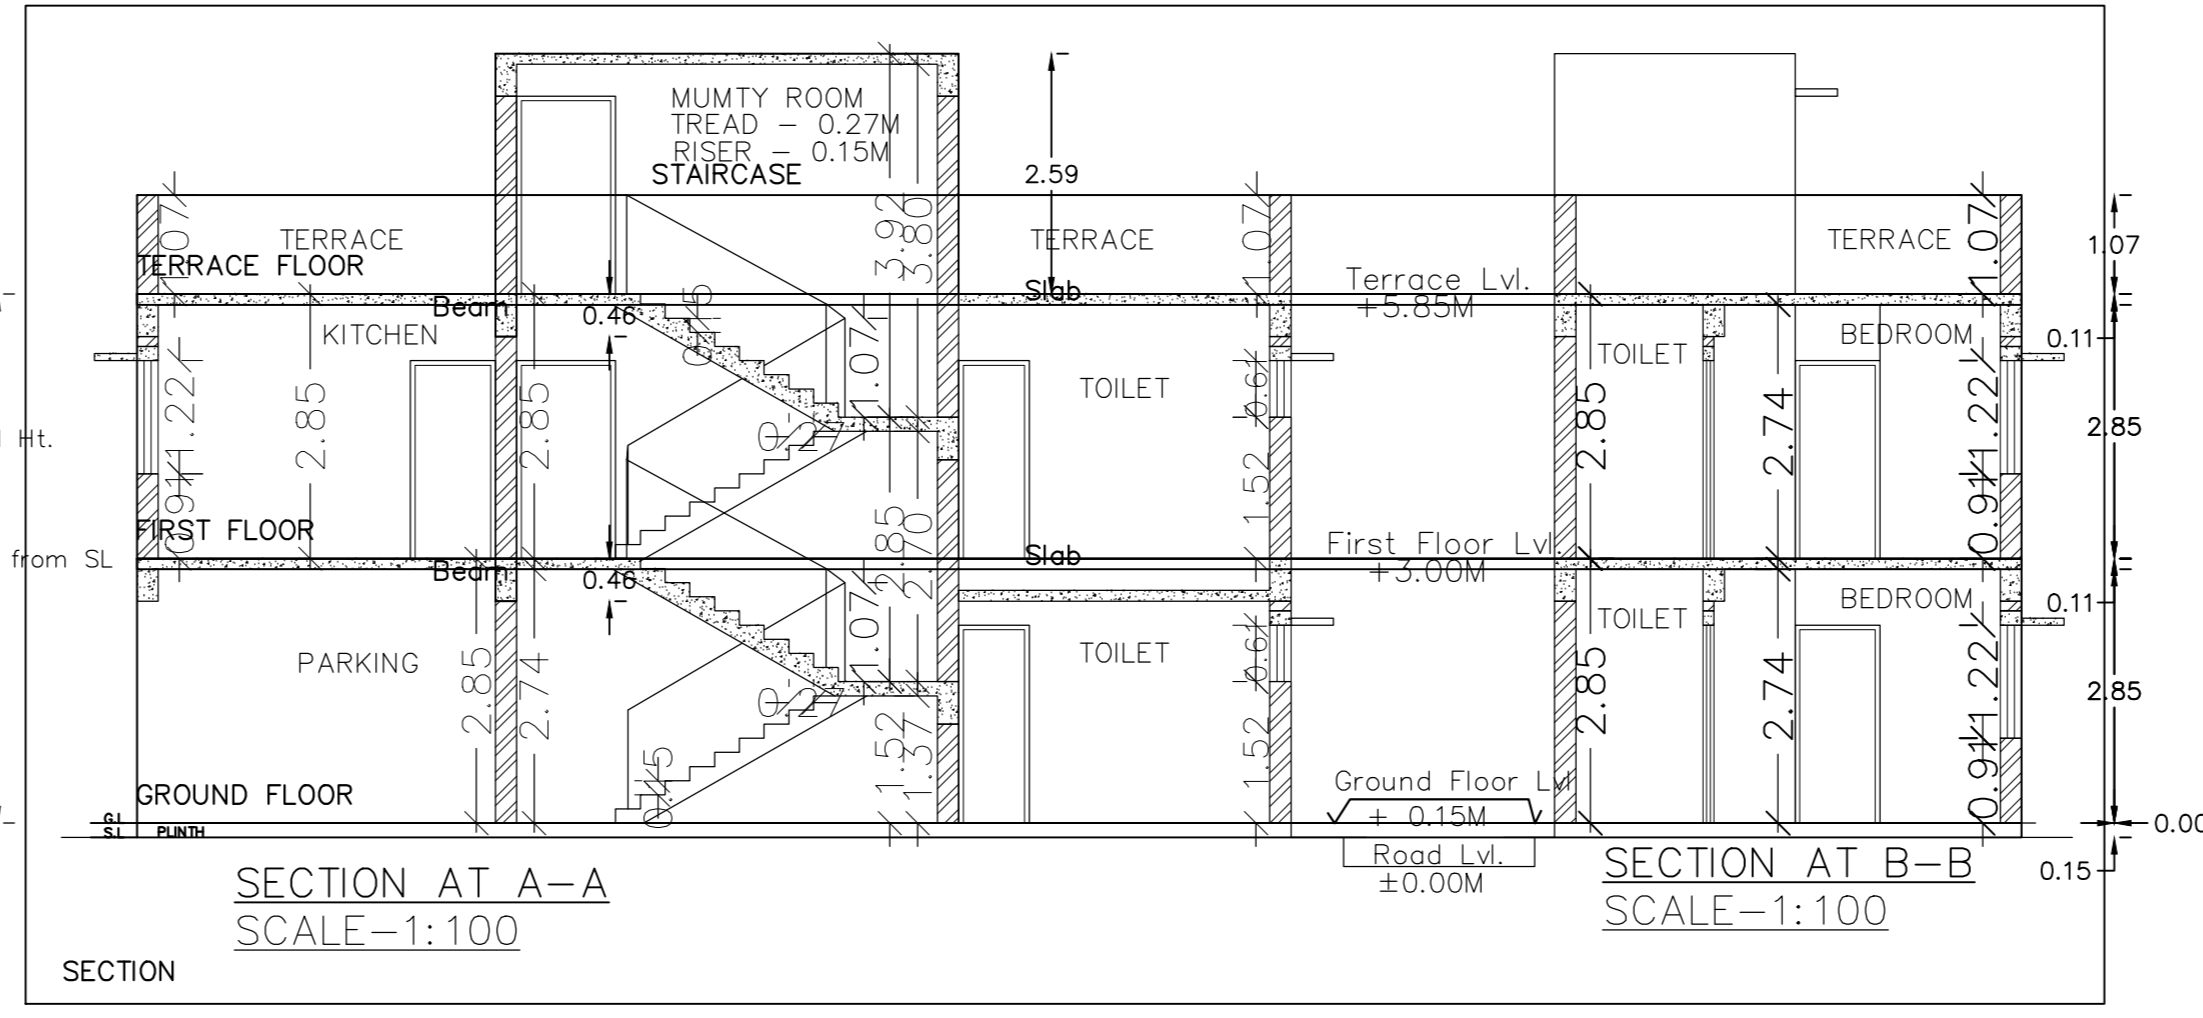 MUMTY ROOM
TREAD - 0.27M
RISER - 0.15M
STAIRCASE
2.59
3.92
3.80
1.07
1.07
1.07
1.07
TERRACE
TERRACE
TERRACE
TERRACE FLOOR
Terrace Lvl.
+5.85M
Slab
Beam
0.46
0.15
KITCHEN
TOILET
TOILET
BEDROOM
0.11
1.07
1.22
2.85
2.85
0.61
2.85
2.74
1.22
2.85
Ht.
0.91
1.52
0.91
FIRST FLOOR
from SL
2.85
2.70
First Floor Lvl.
+3.00M
Slab
Beam
0.46
BEDROOM
0.11
PARKING
TOILET
TOILET
1.07
2.85
2.74
0.61
2.85
2.74
1.22
2.85
0.15
1.52
1.37
1.52
0.91
GROUND FLOOR
Ground Floor Lvl
+ 0.15M
G.L
S.L
PLINTH
Road Lvl.
±0.00M
0.15
SECTION AT A-A
SCALE-1:100
SECTION AT B-B
SCALE-1:100
SECTION